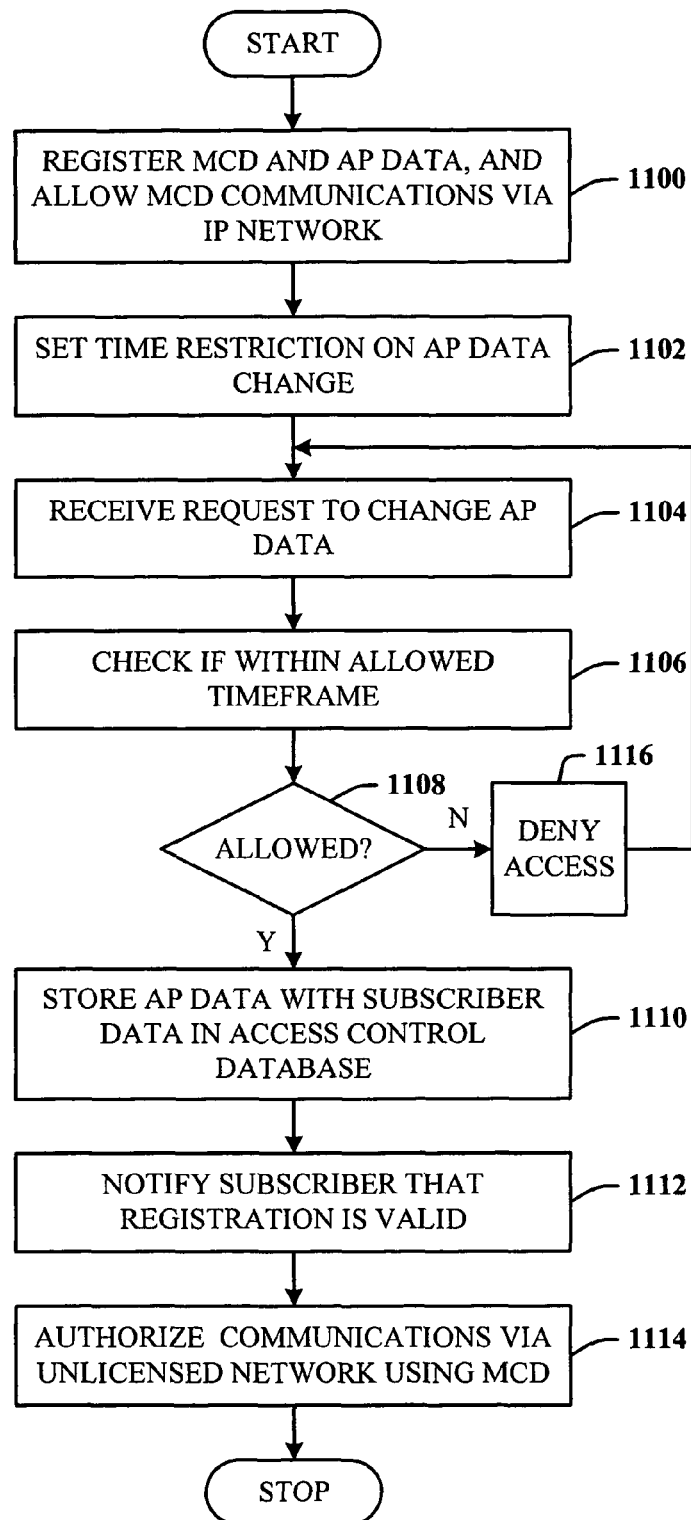 START
REGISTER MCD AND AP DATA, AND
ALLOW MCD COMMUNICATIONS VIA
IP NETWORK
1100
SET TIME RESTRICTION ON AP DATA
CHANGE
1102
RECEIVE REQUEST TO CHANGE AP
DATA
1104
CHECK IF WITHIN ALLOWED
TIMEFRAME
1106
1108
ALLOWED?
N
1116
DENY
ACCESS
Y
STORE AP DATA WITH SUBSCRIBER
DATA IN ACCESS CONTROL
DATABASE
1110
NOTIFY SUBSCRIBER THAT
REGISTRATION IS VALID
1112
AUTHORIZE COMMUNICATIONS VIA
UNLICENSED NETWORK USING MCD
1114
STOP